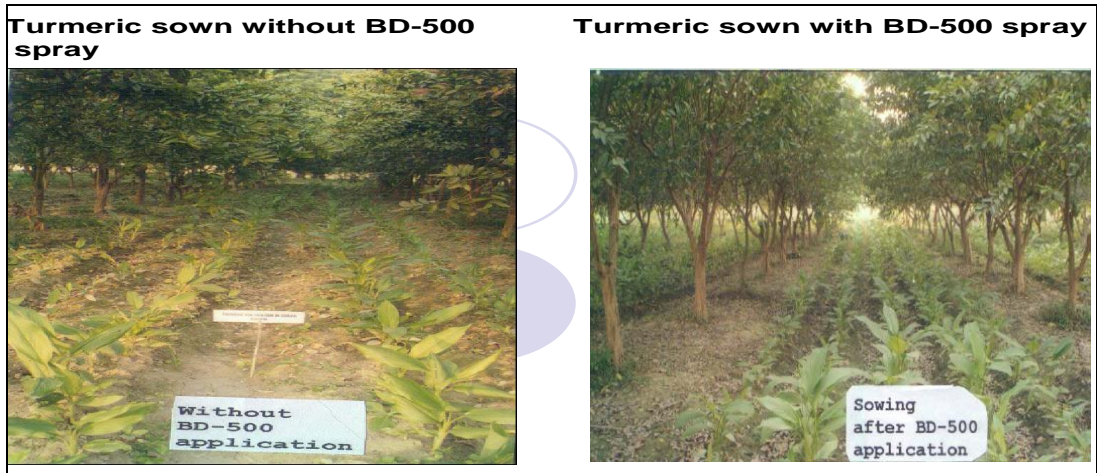 Turmeric sown without BD-500
spray
Turmeric sown with BD-500 spray
Without
BD-500
application
Sowing
after BD-500
application